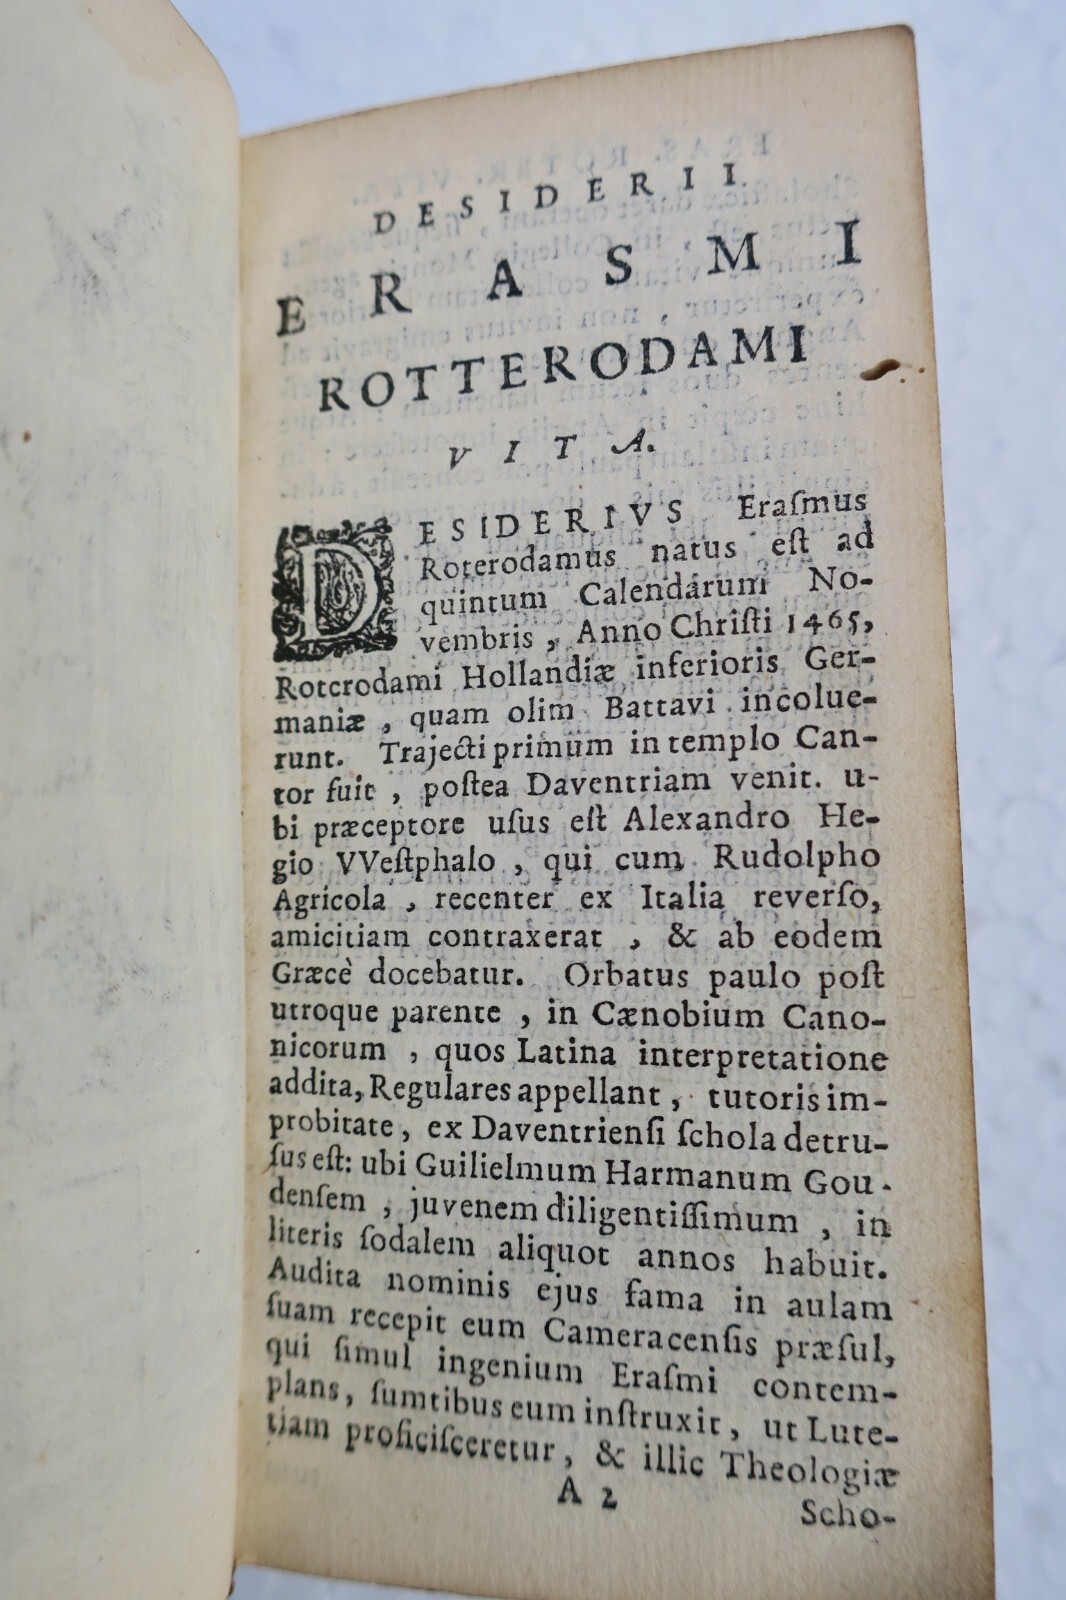 DESIDERII
ERASMI
ROTTERODAMI
VITA.
DESIDERIVS Eraſmus
Roterodamus natus eſt ad
quintum Calendarum No-
vembris, Anno Chriſti 1465,
Roterodami Hollandiæ inferioris Ger-
maniæ, quam olim Battavi incolue-
runt. Trajecti primùm in templo Can-
tor fuit, poſtea Daventriam venit. u-
bi præceptore uſus eſt Alexandro He-
gio VVeſtphalo, qui cum Rudolpho
Agricola, recenter ex Italia reverſo,
amicitiam contraxerat, & ab eodem
Græcè docebatur. Orbatus paulo poſt
utroque parente, in Cænobium Cano-
nicorum, quos Latina interpretatione
addita, Regulares appellant, tutoris im-
probitate, ex Daventrienſi ſchola detru-
ſus eſt: ubi Guilielmum Harmanum Gou-
denſem, juvenem diligentiſſimum, in
literis ſodalem aliquot annos habuit.
Audita nominis ejus fama in aulam
ſuam recepit eum Cameracenſis præſul,
qui ſimul ingenium Eraſmi contem-
plans, ſumtibus eum inſtruxit, ut Lute-
tiam proficiſceretur, & illic Theologiæ
A 2
Scho-